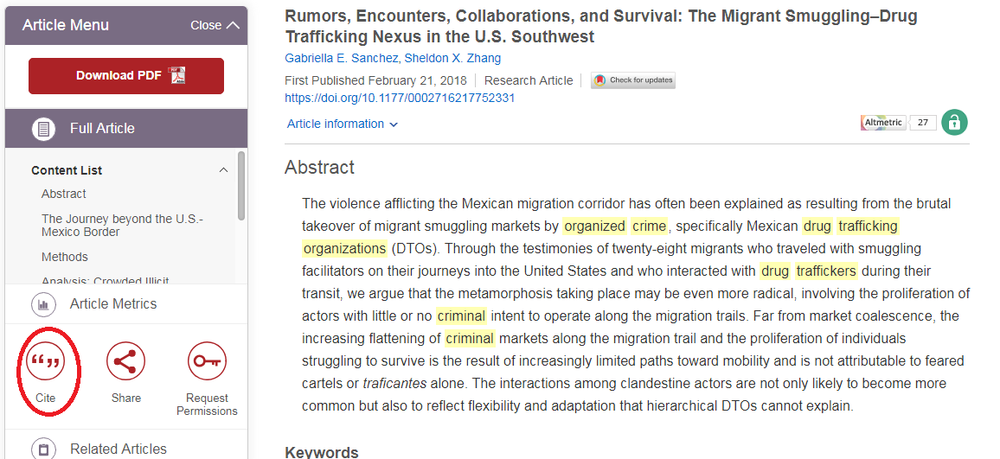 Article Menu
Close
Download PDF
Full Article
Content List
Abstract
The Journey beyond the U.S.-
Mexico Border
Methods
Analysis: Crowded Illicit
Article Metrics
Cite
Share
Request
Permissions
Related Articles
Rumors, Encounters, Collaborations, and Survival: The Migrant Smuggling–Drug
Trafficking Nexus in the U.S. Southwest
Gabriella E. Sanchez, Sheldon X. Zhang
First Published February 21, 2018 Research Article Check for updates
https://doi.org/10.1177/0002716217752331
Article information
Altmetric 27
Abstract
The violence afflicting the Mexican migration corridor has often been explained as resulting from the brutal
takeover of migrant smuggling markets by organized crime, specifically Mexican drug trafficking
organizations (DTOs). Through the testimonies of twenty-eight migrants who traveled with smuggling
facilitators on their journeys into the United States and who interacted with drug traffickers during their
transit, we argue that the metamorphosis taking place may be even more radical, involving the proliferation of
actors with little or no criminal intent to operate along the migration trails. Far from market coalescence, the
increasing flattening of criminal markets along the migration trail and the proliferation of individuals
struggling to survive is the result of increasingly limited paths toward mobility and is not attributable to feared
cartels or traficantes alone. The interactions among clandestine actors are not only likely to become more
common but also to reflect flexibility and adaptation that hierarchical DTOs cannot explain.
Keywords